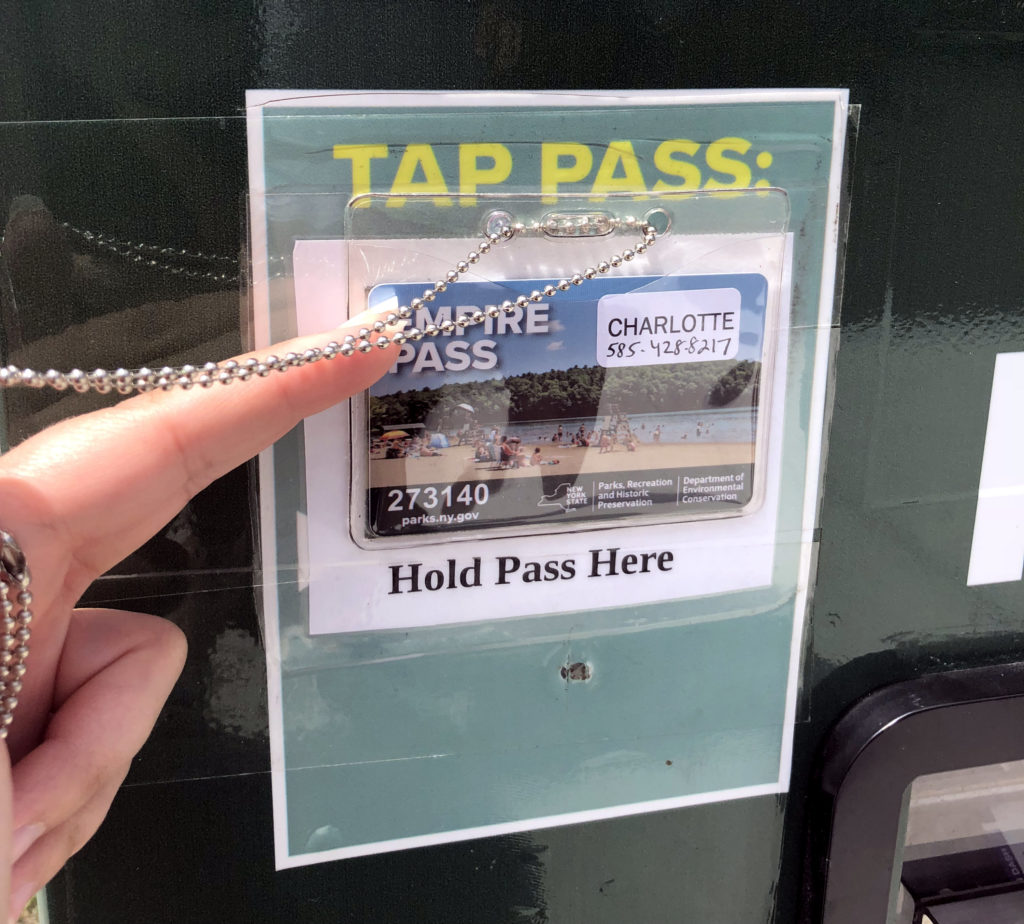 TAP PASS:
EMPIRE
PASS
CHARLOTTE
585-428-8217
273140
parks.ny.gov
NEW
YORK
STATE
Parks, Recreation
and Historic
Preservation
Department of
Environmental
Conservation
Hold Pass Here